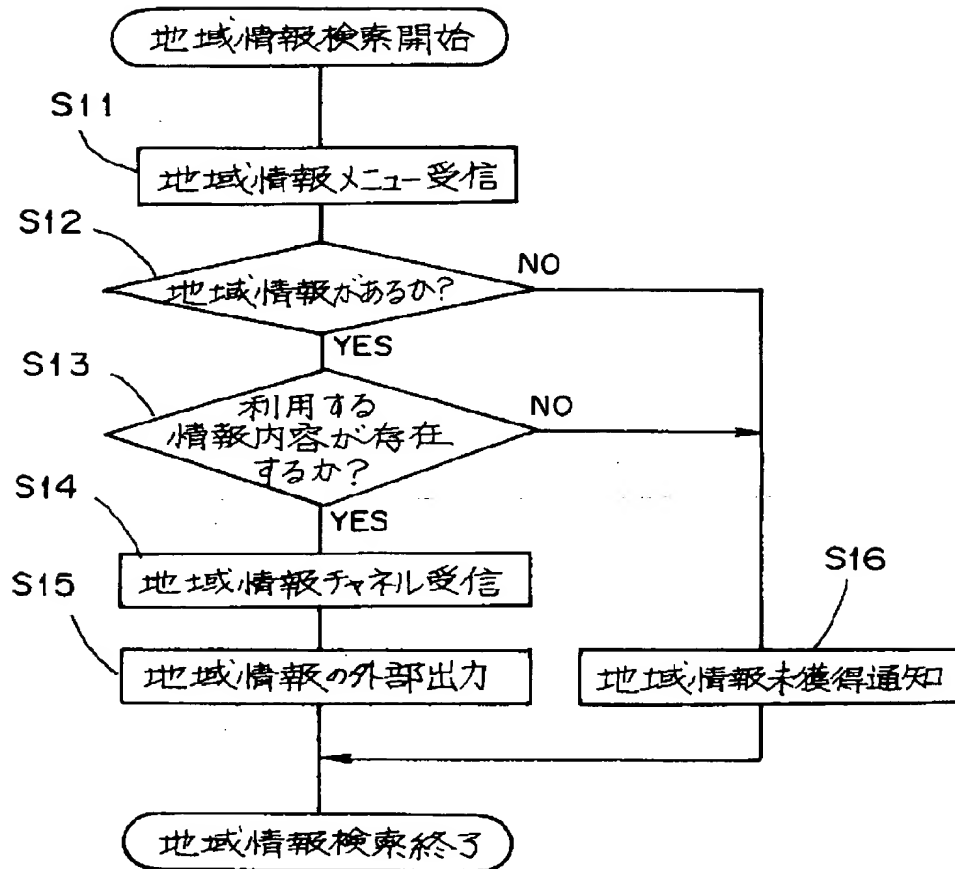 地域情報検索開始
S11
地域情報メニュー受信
S12
地域情報があるか?
NO
YES
S13
利用する
情報内容が存在
するか?
NO
YES
S14
地域情報チャネル受信
S15
地域情報の外部出力
S16
地域情報未獲得通知
地域情報検索終了